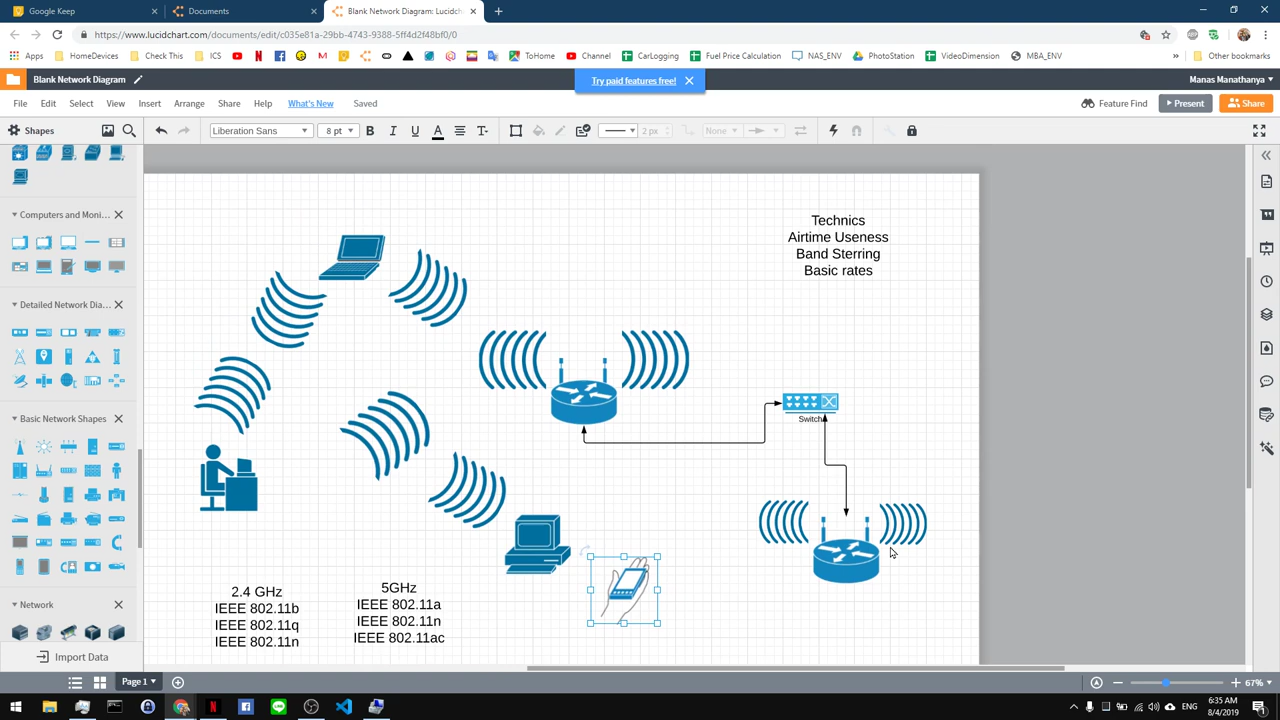 Google Keep
Documents
Blank Network Diagram: Lucidch
https://www.lucidchart.com/documents/edit/c035e81a-29bb-4743-9388-5ff4d2f48bf0/0
Apps
HomeDevices
Check This
ICS
ToHome
Channel
CarLogging
Fuel Price Calculation
NAS_ENV
PhotoStation
VideoDimension
MBA_ENV
Other bookmarks
Blank Network Diagram
Try paid features free!
Manas Manathanya
File
Edit
Select
View
Insert
Arrange
Share
Help
What's New
Saved
Feature Find
Present
Share
Shapes
Liberation Sans
8 pt
2 px
None
Computers and Moni...
Detailed Network Dia...
Basic Network Shap...
Network
Import Data
Technics
Airtime Useness
Band Sterring
Basic rates
Switch
2.4 GHz
IEEE 802.11b
IEEE 802.11q
IEEE 802.11n
5GHz
IEEE 802.11a
IEEE 802.11n
IEEE 802.11ac
Page 1
67%
ENG
6:35 AM
8/4/2019